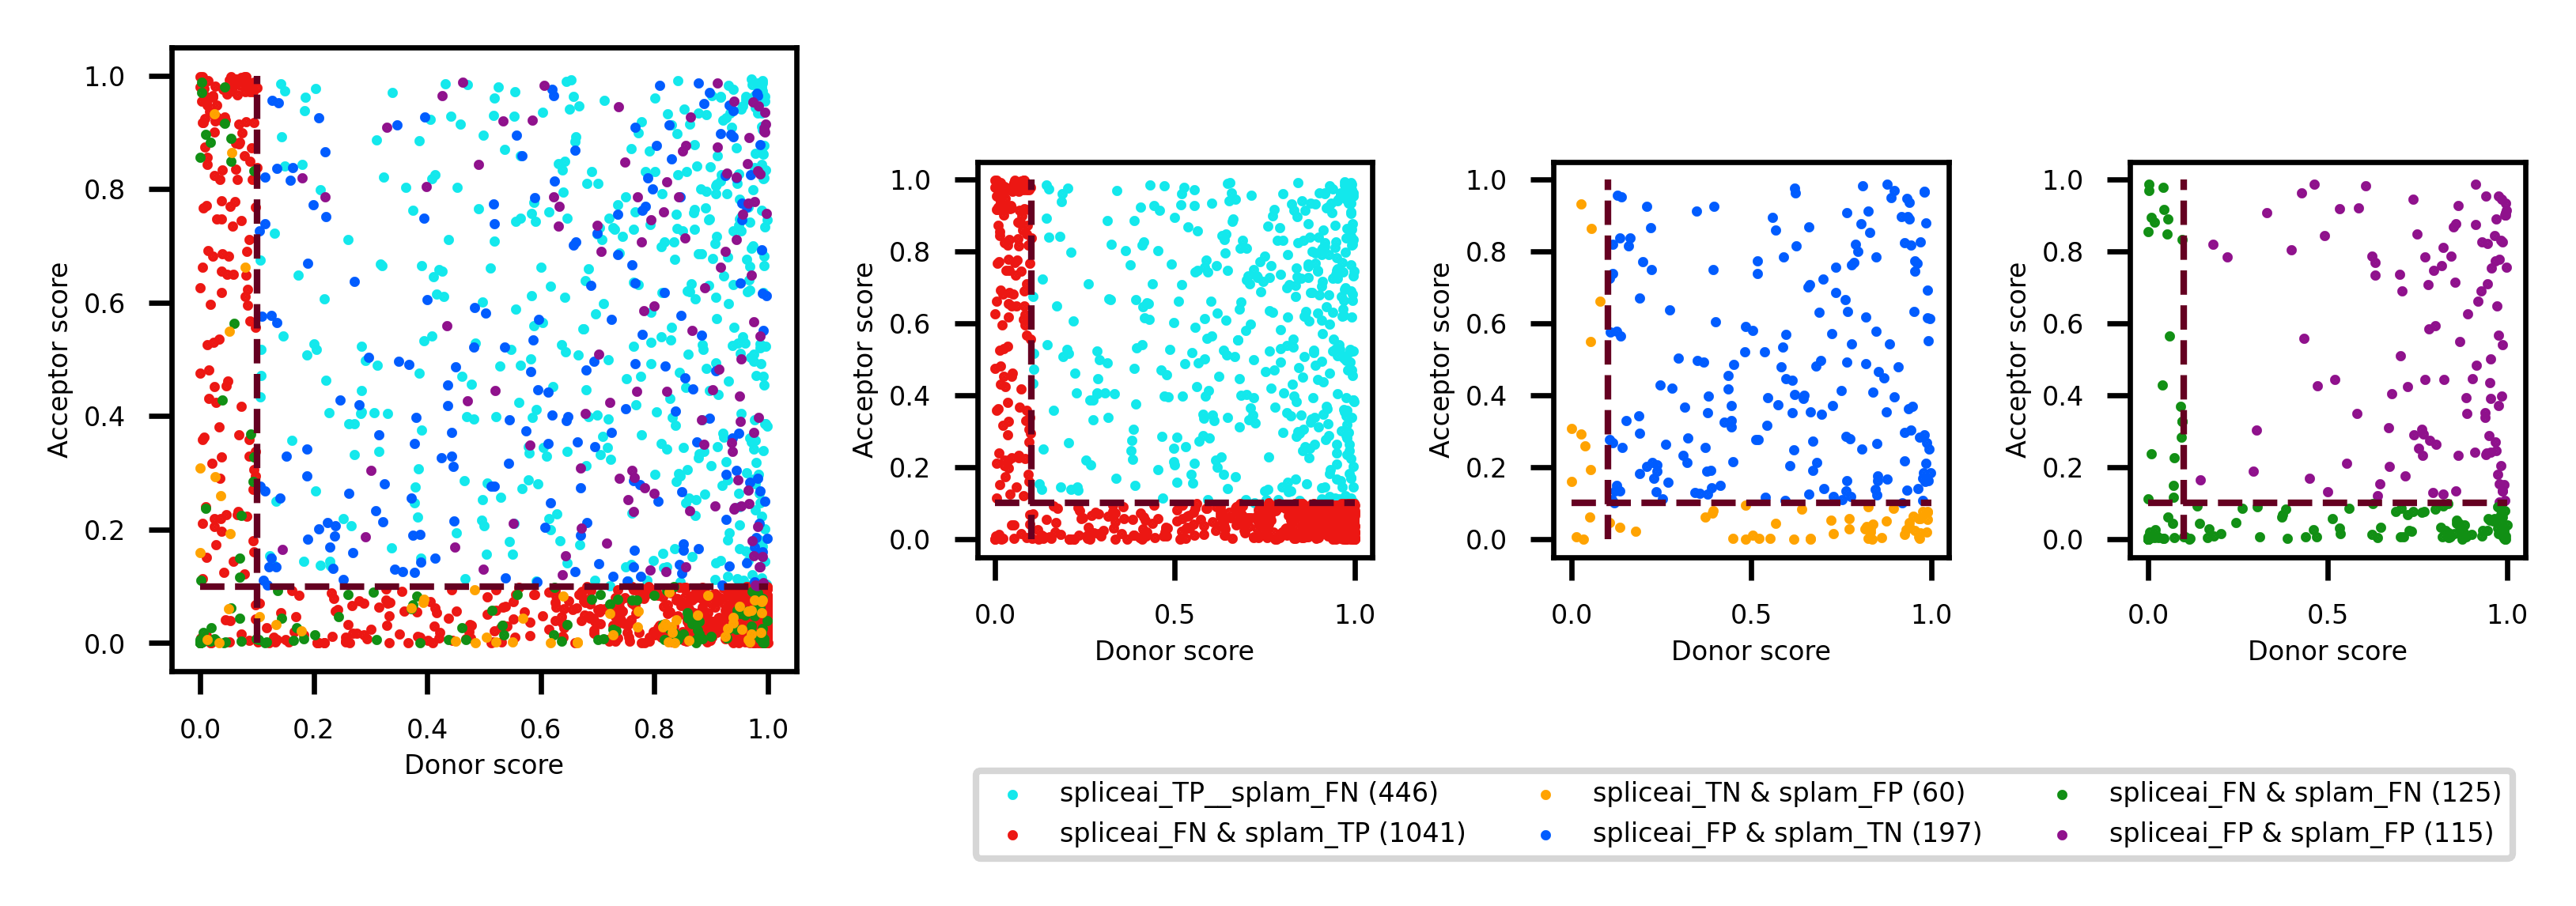 1.0
0.8
0.6
0.4
0.2
0.0
Acceptor score
0.0 0.2 0.4 0.6 0.8 1.0
Donor score
1.0
0.8
0.6
0.4
0.2
0.0
Acceptor score
0.0 0.5 1.0
Donor score
1.0
0.8
0.6
0.4
0.2
0.0
Acceptor score
0.0 0.5 1.0
Donor score
1.0
0.8
0.6
0.4
0.2
0.0
Acceptor score
0.0 0.5 1.0
Donor score
spliceai_TP__splam_FN (446)
spliceai_FN & splam_TP (1041)
spliceai_TN & splam_FP (60)
spliceai_FP & splam_TN (197)
spliceai_FN & splam_FN (125)
spliceai_FP & splam_FP (115)